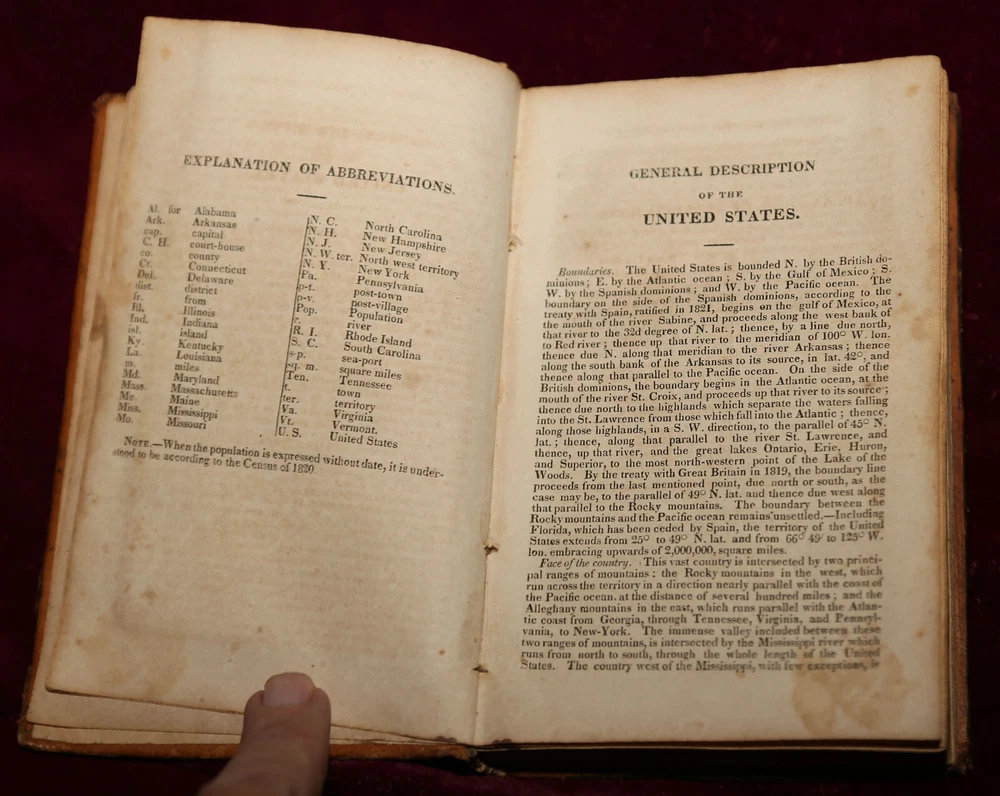 EXPLANATION OF ABBREVIATIONS.
Al. for Alabama
Ark. Arkansas
cap. capital
C. H. court-house
co. county
Ct. Connecticut
Del. Delaware
dist. district
fr. from
Ill. Illinois
Ind. Indiana
isl. island
Ky. Kentucky
La. Louisiana
m. miles
Md. Maryland
Mass. Massachusetts
Me. Maine
Miss. Mississippi
Mo. Missouri
N. C. North Carolina
N. H. New Hampshire
N. J. New Jersey
N. W. ter. North west territory
N. Y. New York
Pa. Pennsylvania
p-t. post-town
p-v. post-village
Pop. Population
r. river
R. I. Rhode Island
S. C. South Carolina
s-p. sea-port
sq. m. square miles
Ten. Tennessee
t. town
ter. territory
Va. Virginia
Vt. Vermont.
U. S. United States
NOTE.—When the population is expressed without date, it is under-
stood to be according to the Census of 1820
GENERAL DESCRIPTION
OF THE
UNITED STATES.
Boundaries. The United States is bounded N. by the British do-
minions; E. by the Atlantic ocean; S. by the Gulf of Mexico; S.
W. by the Spanish dominions; and W. by the Pacific ocean. The
boundary on the side of the Spanish dominions, according to the
treaty with Spain, ratified in 1821, begins on the gulf of Mexico, at
the mouth of the river Sabine, and proceeds along the west bank of
that river to the 32d degree of N. lat.; thence, by a line due north,
to Red river; thence up that river to the meridian of 100° W. lon.
thence due N. along that meridian to the river Arkansas; thence
along the south bank of the Arkansas to its source, in lat. 42°, and
thence along that parallel to the Pacific ocean. On the side of the
British dominions, the boundary begins in the Atlantic ocean, at the
mouth of the river St. Croix, and proceeds up that river to its source;
thence due north to the highlands which separate the waters falling
into the St. Lawrence from those which fall into the Atlantic; thence,
along those highlands, in a S. W. direction, to the parallel of 45° N.
lat.; thence, along that parallel to the river St. Lawrence, and
thence, up that river, and the great lakes Ontario, Erie, Huron,
and Superior, to the most north-western point of the Lake of the
Woods. By the treaty with Great Britain in 1819, the boundary line
proceeds from the last mentioned point, due north or south, as the
case may be, to the parallel of 49° N. lat. and thence due west along
that parallel to the Rocky mountains. The boundary between the
Rocky mountains and the Pacific ocean remains unsettled.—Including
Florida, which has been ceded by Spain, the territory of the United
States extends from 25° to 49° N. lat. and from 66° 49′ to 125° W.
lon. embracing upwards of 2,000,000, square miles.
Face of the country. This vast country is intersected by two princi-
pal ranges of mountains: the Rocky mountains in the west, which
run across the territory in a direction nearly parallel with the coast of
the Pacific ocean. at the distance of several hundred miles; and the
Alleghany mountains in the east, which runs parallel with the Atlan-
tic coast from Georgia, through Tennessee, Virginia, and Pennsyl-
vania, to New-York. The immense valley included between these
two ranges of mountains, is intersected by the Mississippi river which
runs from north to south, through the whole length of the United
States. The country west of the Mississippi, with few exceptions, is